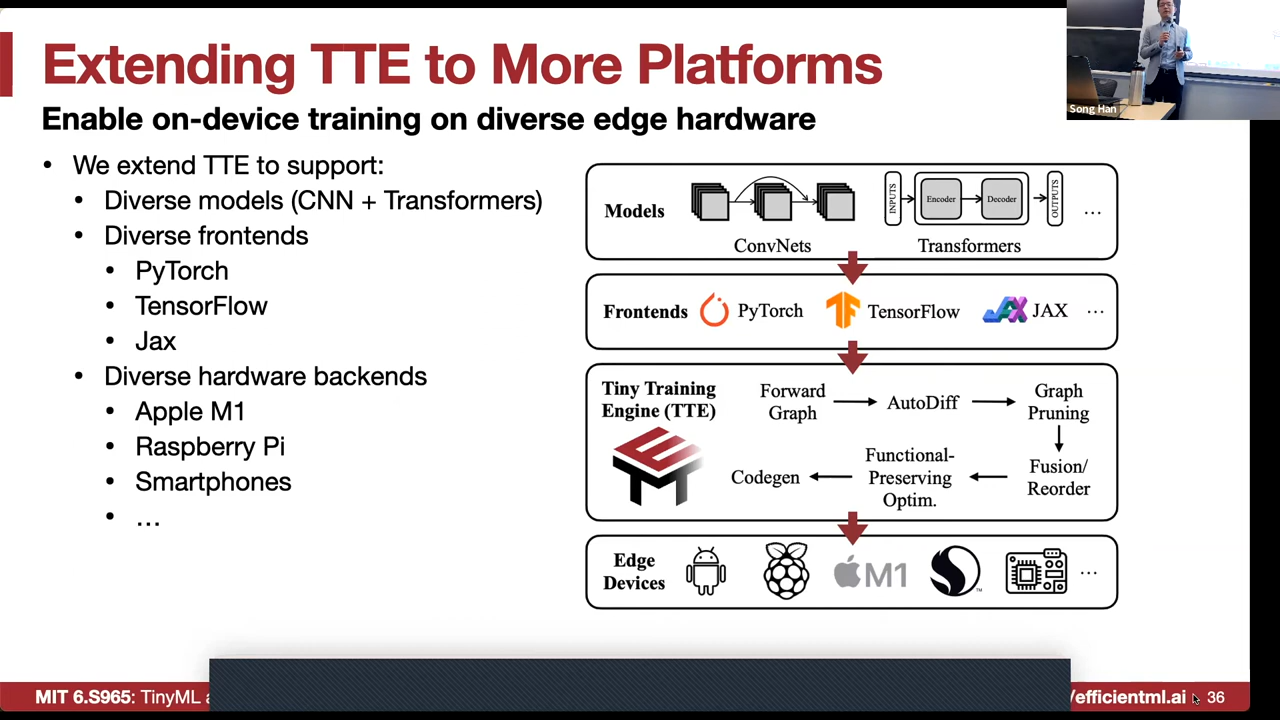 Extending TTE to More Platforms
Song Han
Enable on-device training on diverse edge hardware
• We extend TTE to support:
• Diverse models (CNN + Transformers)
• Diverse frontends
• PyTorch
• TensorFlow
• Jax
• Diverse hardware backends
• Apple M1
• Raspberry Pi
• Smartphones
• ...
Models
ConvNets
INPUTS
Encoder
Decoder
OUTPUTS
Transformers
...
Frontends
PyTorch
TensorFlow
JAX
...
Tiny Training
Engine (TTE)
Forward
Graph
AutoDiff
Graph
Pruning
Fusion/
Reorder
Functional-
Preserving
Optim.
Codegen
Edge
Devices
M1
TM
...
MIT 6.S965: TinyML
/efficientml.ai
36